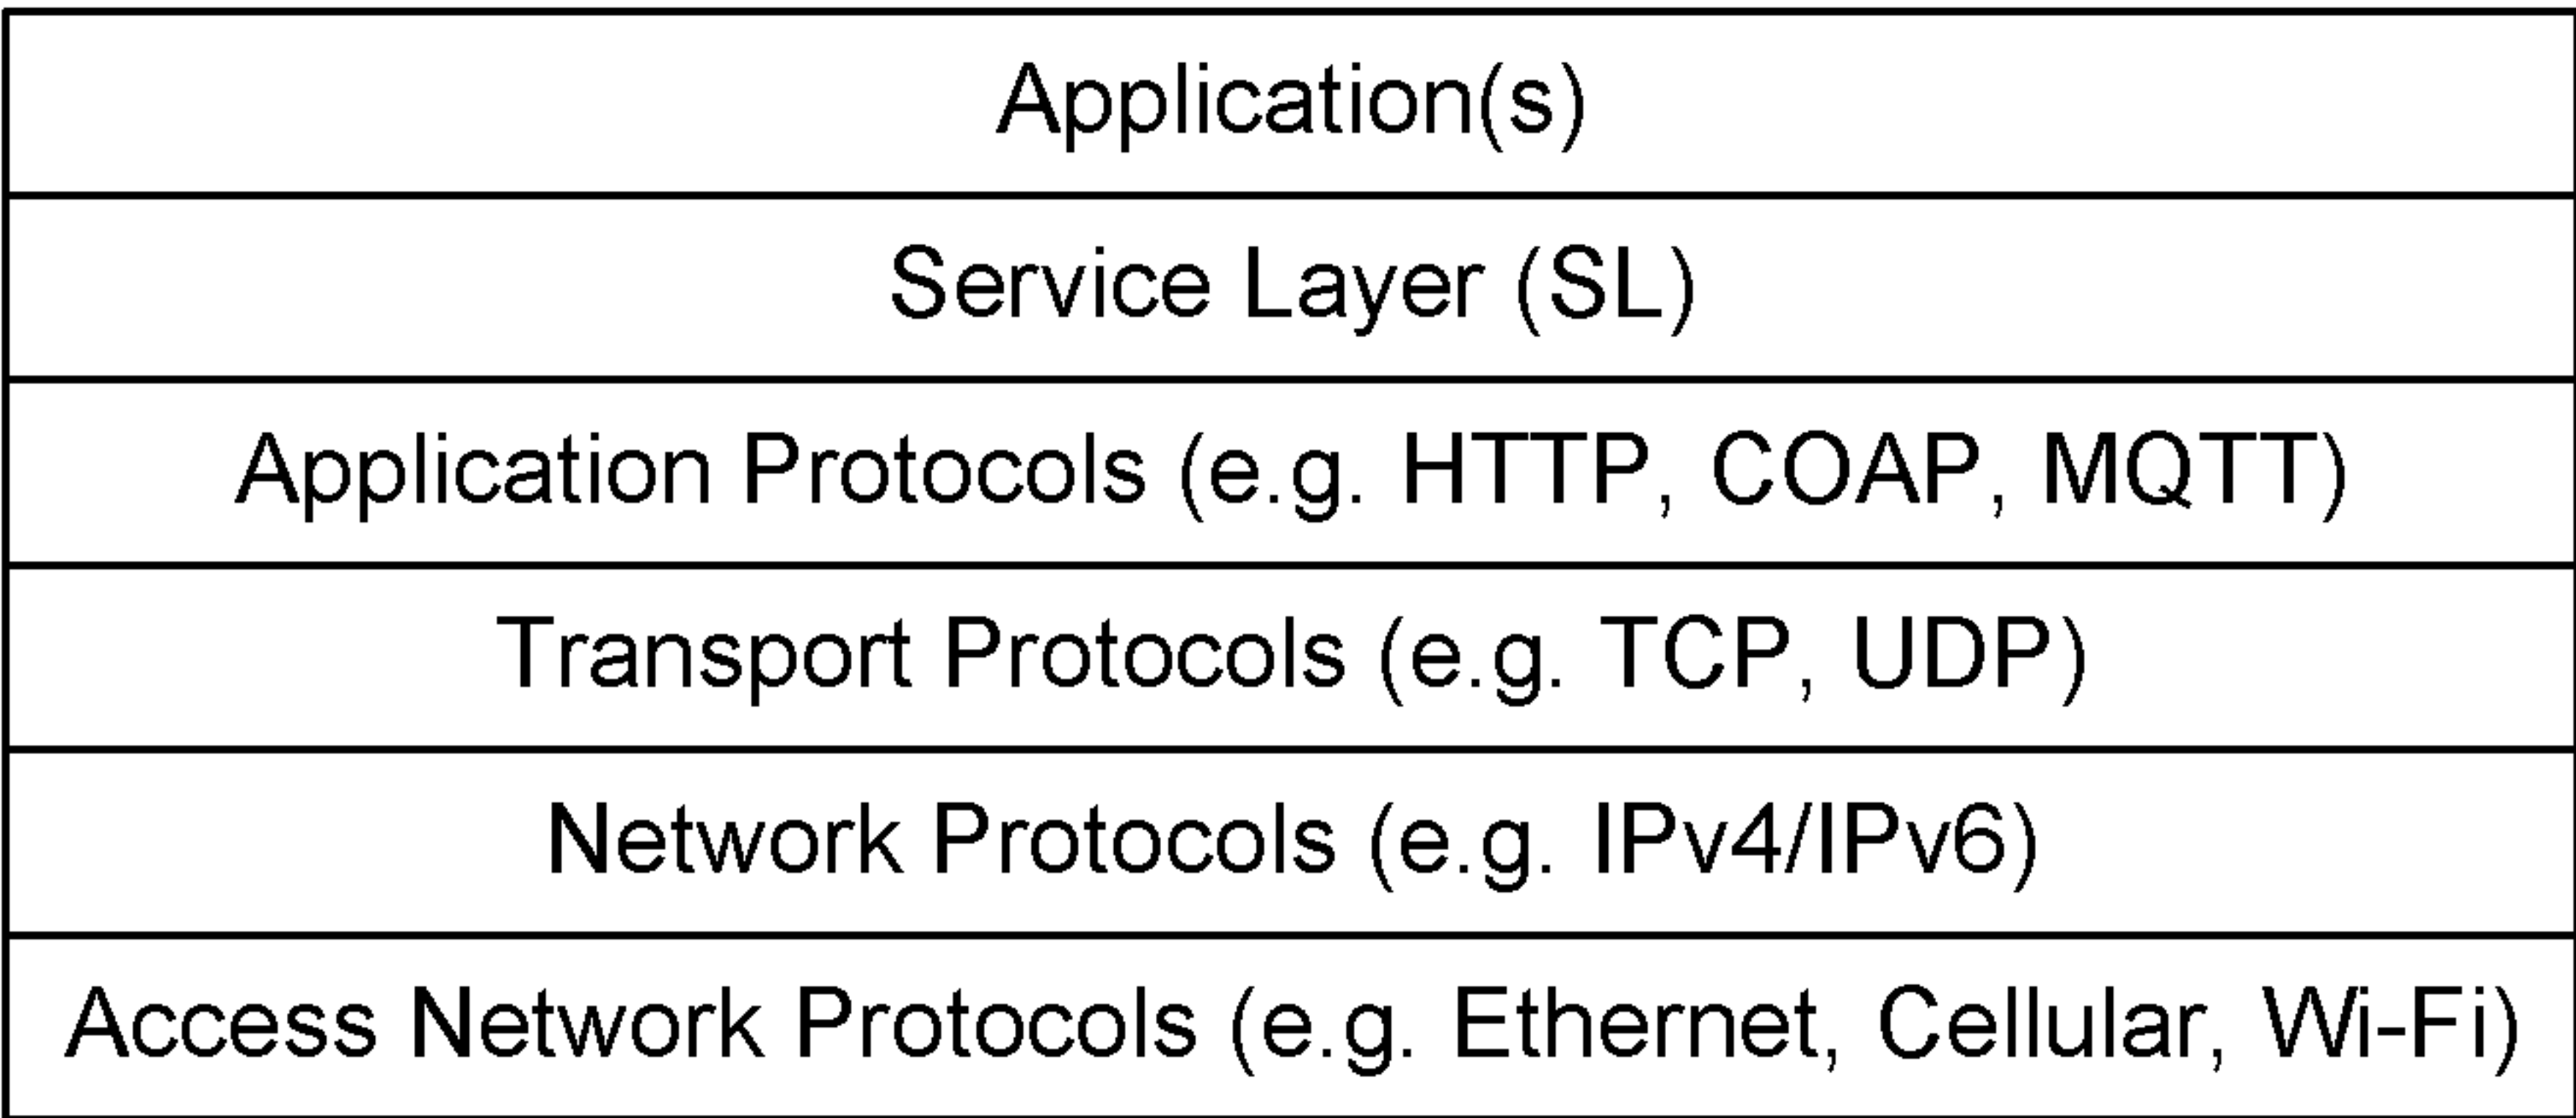 Application(s)
Service Layer (SL)
Application Protocols (e.g. HTTP, COAP, MQTT)
Transport Protocols (e.g. TCP, UDP)
Network Protocols (e.g. IPv4/IPv6)
Access Network Protocols (e.g. Ethernet, Cellular, Wi-Fi)